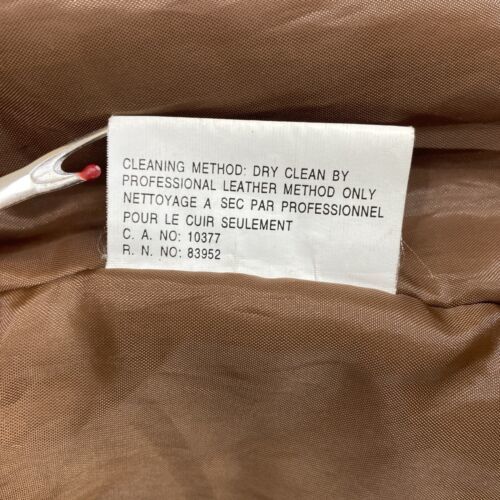 CLEANING METHOD: DRY CLEAN BY
PROFESSIONAL LEATHER METHOD ONLY
NETTOYAGE A SEC PAR PROFESSIONNEL
POUR LE CUIR SEULEMENT
C. A. NO: 10377
R. N. NO: 83952